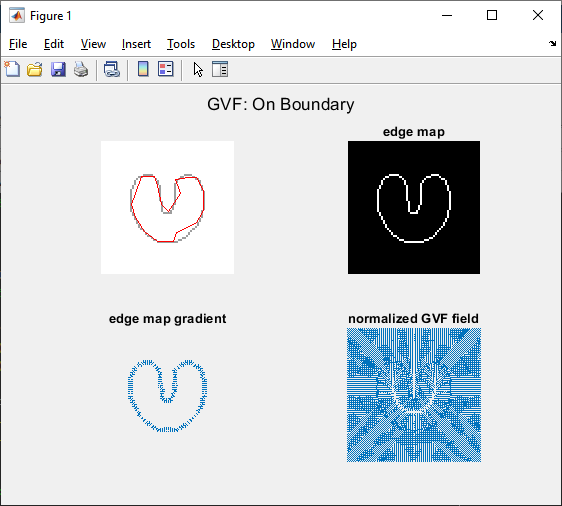 Figure 1
File Edit View Insert Tools Desktop Window Help
GVF: On Boundary
edge map
edge map gradient
normalized GVF field